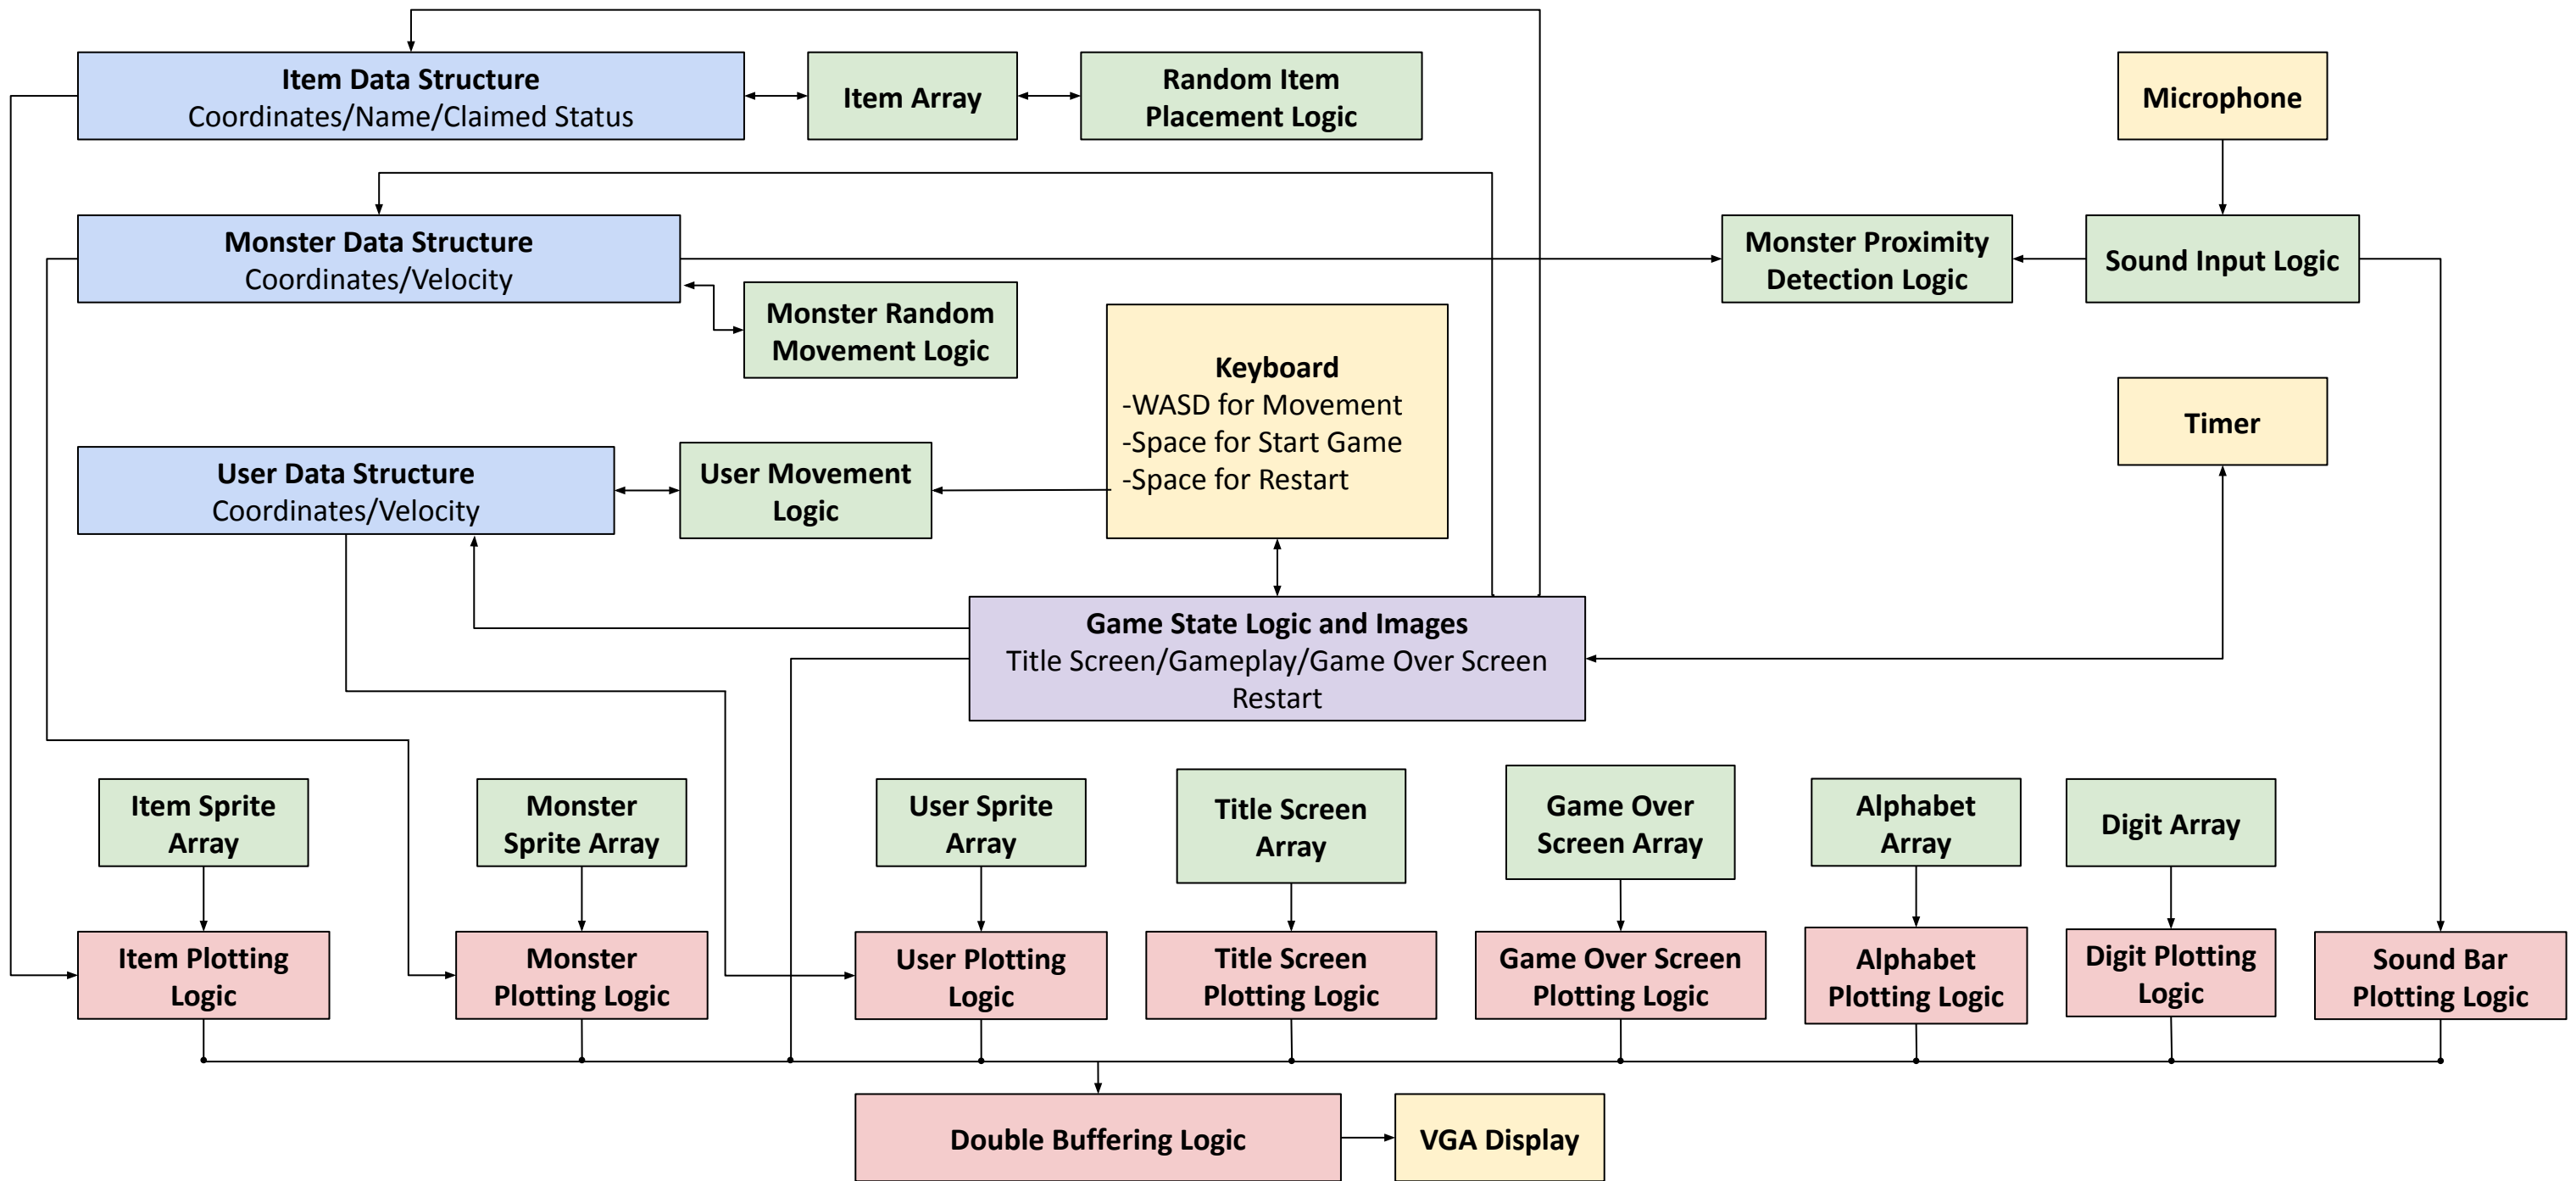 Item Data Structure
Coordinates/Name/Claimed Status
Item Array
Random Item
Placement Logic
Microphone
Monster Data Structure
Coordinates/Velocity
Monster Proximity
Detection Logic
Sound Input Logic
Monster Random
Movement Logic
Keyboard
-WASD for Movement
-Space for Start Game
-Space for Restart
Timer
User Data Structure
Coordinates/Velocity
User Movement
Logic
Game State Logic and Images
Title Screen/Gameplay/Game Over Screen
Restart
Item Sprite
Array
Monster
Sprite Array
User Sprite
Array
Title Screen
Array
Game Over
Screen Array
Alphabet
Array
Digit Array
Item Plotting
Logic
Monster
Plotting Logic
User Plotting
Logic
Title Screen
Plotting Logic
Game Over Screen
Plotting Logic
Alphabet
Plotting Logic
Digit Plotting
Logic
Sound Bar
Plotting Logic
Double Buffering Logic
VGA Display